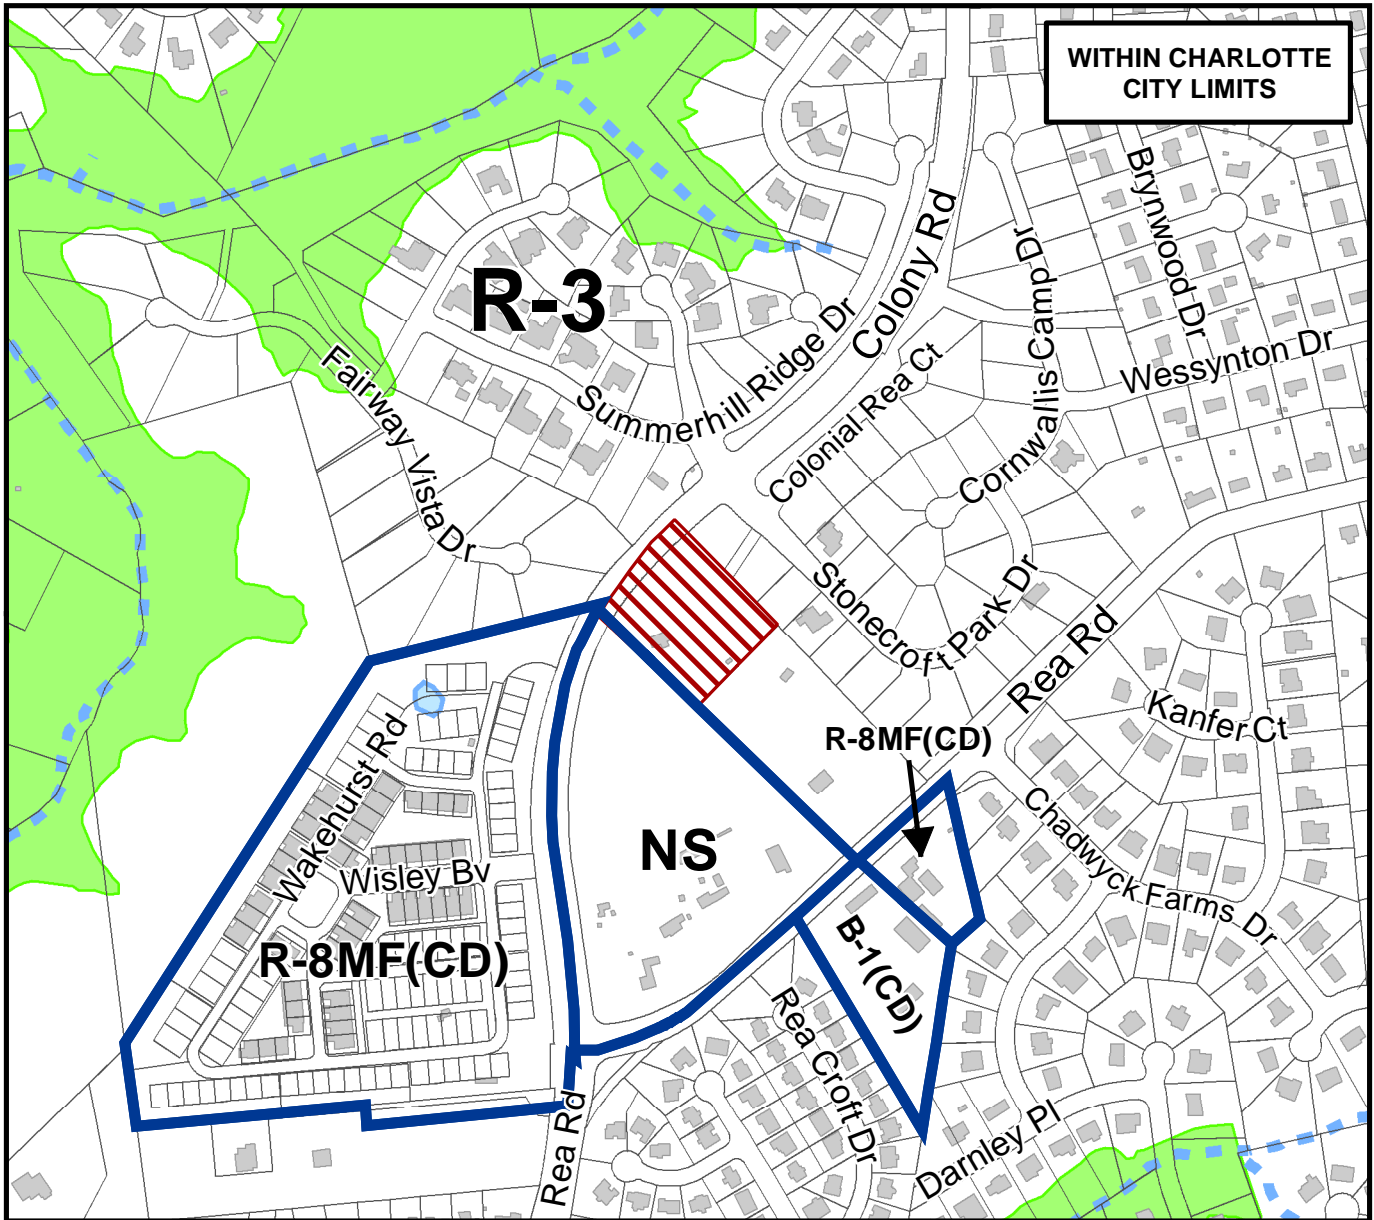 WITHIN CHARLOTTE
CITY LIMITS
Brynwood Dr
Colony Rd
Cornwallis Camp Dr
R-3
Summerhill Ridge Dr
Wessynton Dr
Fairway Vista Dr
Colonial Rea Ct
Stonecroft Park Dr
Rea Rd
Kanfer Ct
R-8MF(CD)
Wakehurst Rd
Chadwyck Farms Dr
NS
Wisley Bv
R-8MF(CD)
B-1(CD)
Rea Croft Dr
Rea Rd
Darnley Pl